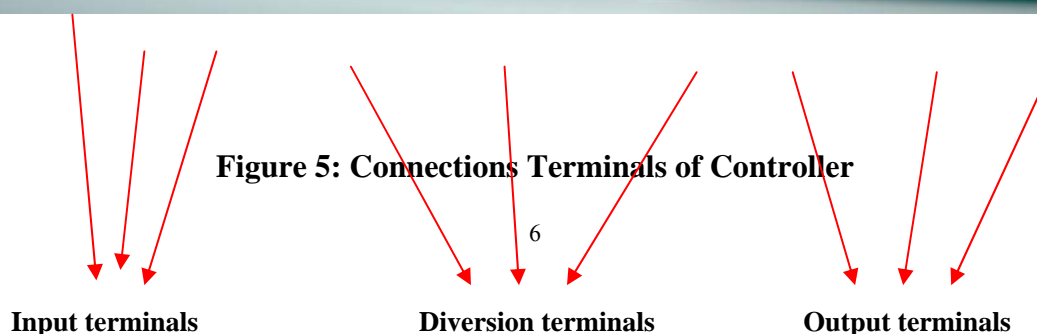 Figure 5: Connections Terminals of Controller
6
Input terminals Diversion terminals Output terminals